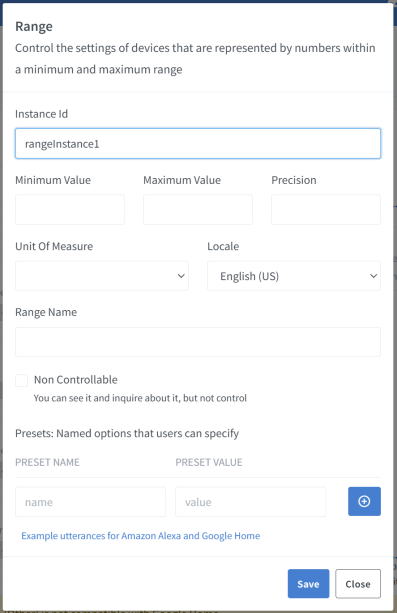 Range
Control the settings of devices that are represented by numbers within
a minimum and maximum range
Instance Id
rangeInstance1
Minimum Value Maximum Value Precision
Unit Of Measure Locale
English (US)
Range Name
Non Controllable
You can see it and inquire about it, but not control
Presets: Named options that users can specify
PRESET NAME PRESET VALUE
name value
Example utterances for Amazon Alexa and Google Home
Save Close